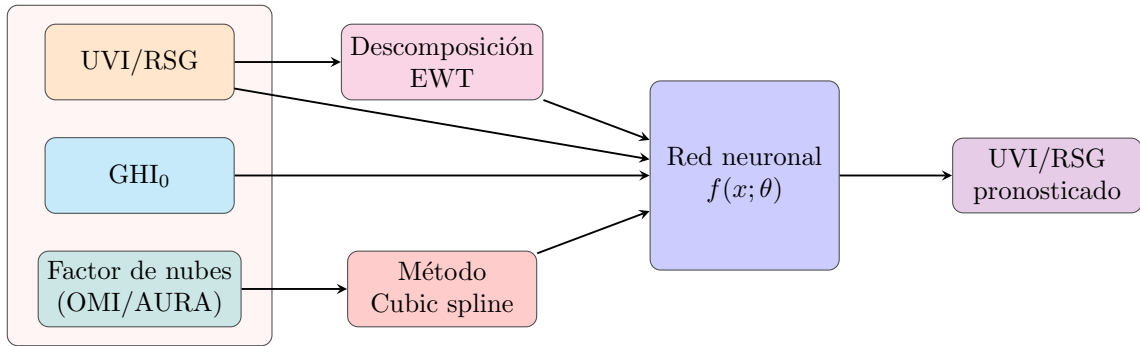 UVI/RSG
Descomposición
EWT
GHI₀
Red neuronal
f(x; θ)
UVI/RSG
pronosticado
Factor de nubes
(OMI/AURA)
Método
Cubic spline